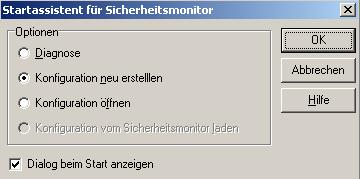 Startassistent für Sicherheitsmonitor
Optionen
Diagnose
Konfiguration neu erstelllen
Konfiguration öffnen
Konfiguration vom Sicherheitsmonitor laden
Dialog beim Start anzeigen
OK
Abbrechen
Hilfe